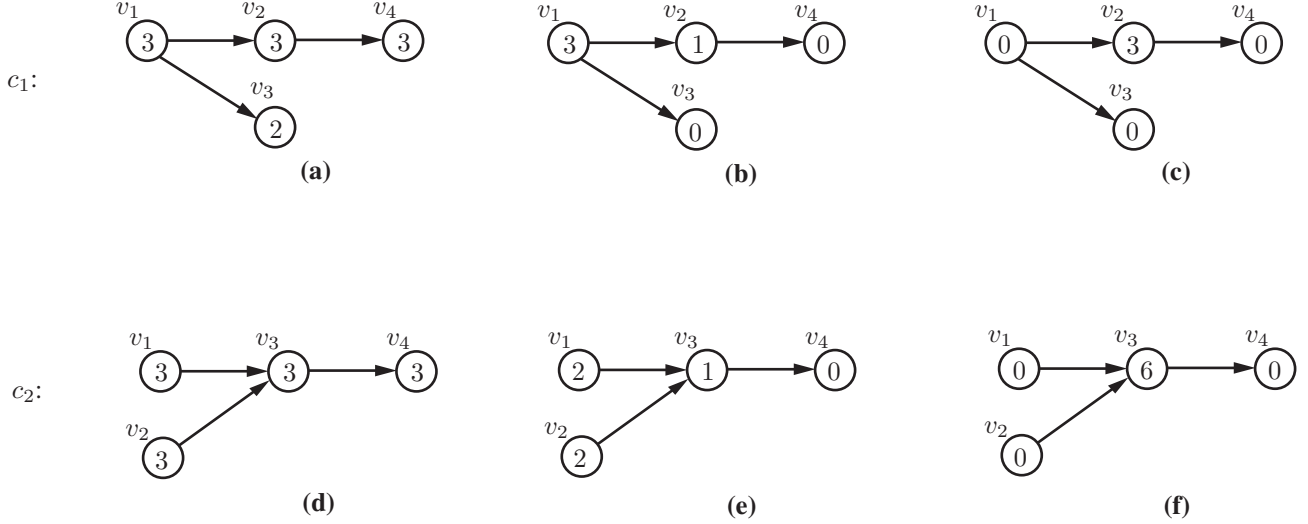 v₁ v₂ v₄ v₁ v₂ v₄ v₁ v₂ v₄
3 3 3 3 1 0 0 3 0
c₁:
v₃ v₃ v₃
2 0 0
(a) (b) (c)
v₁ v₃ v₄ v₁ v₃ v₄ v₁ v₃ v₄
3 3 3 2 1 0 0 6 0
c₂:
v₂ v₂ v₂
3 2 0
(d) (e) (f)